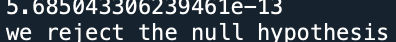 5.685043306239461e-13
we reject the null hypothesis